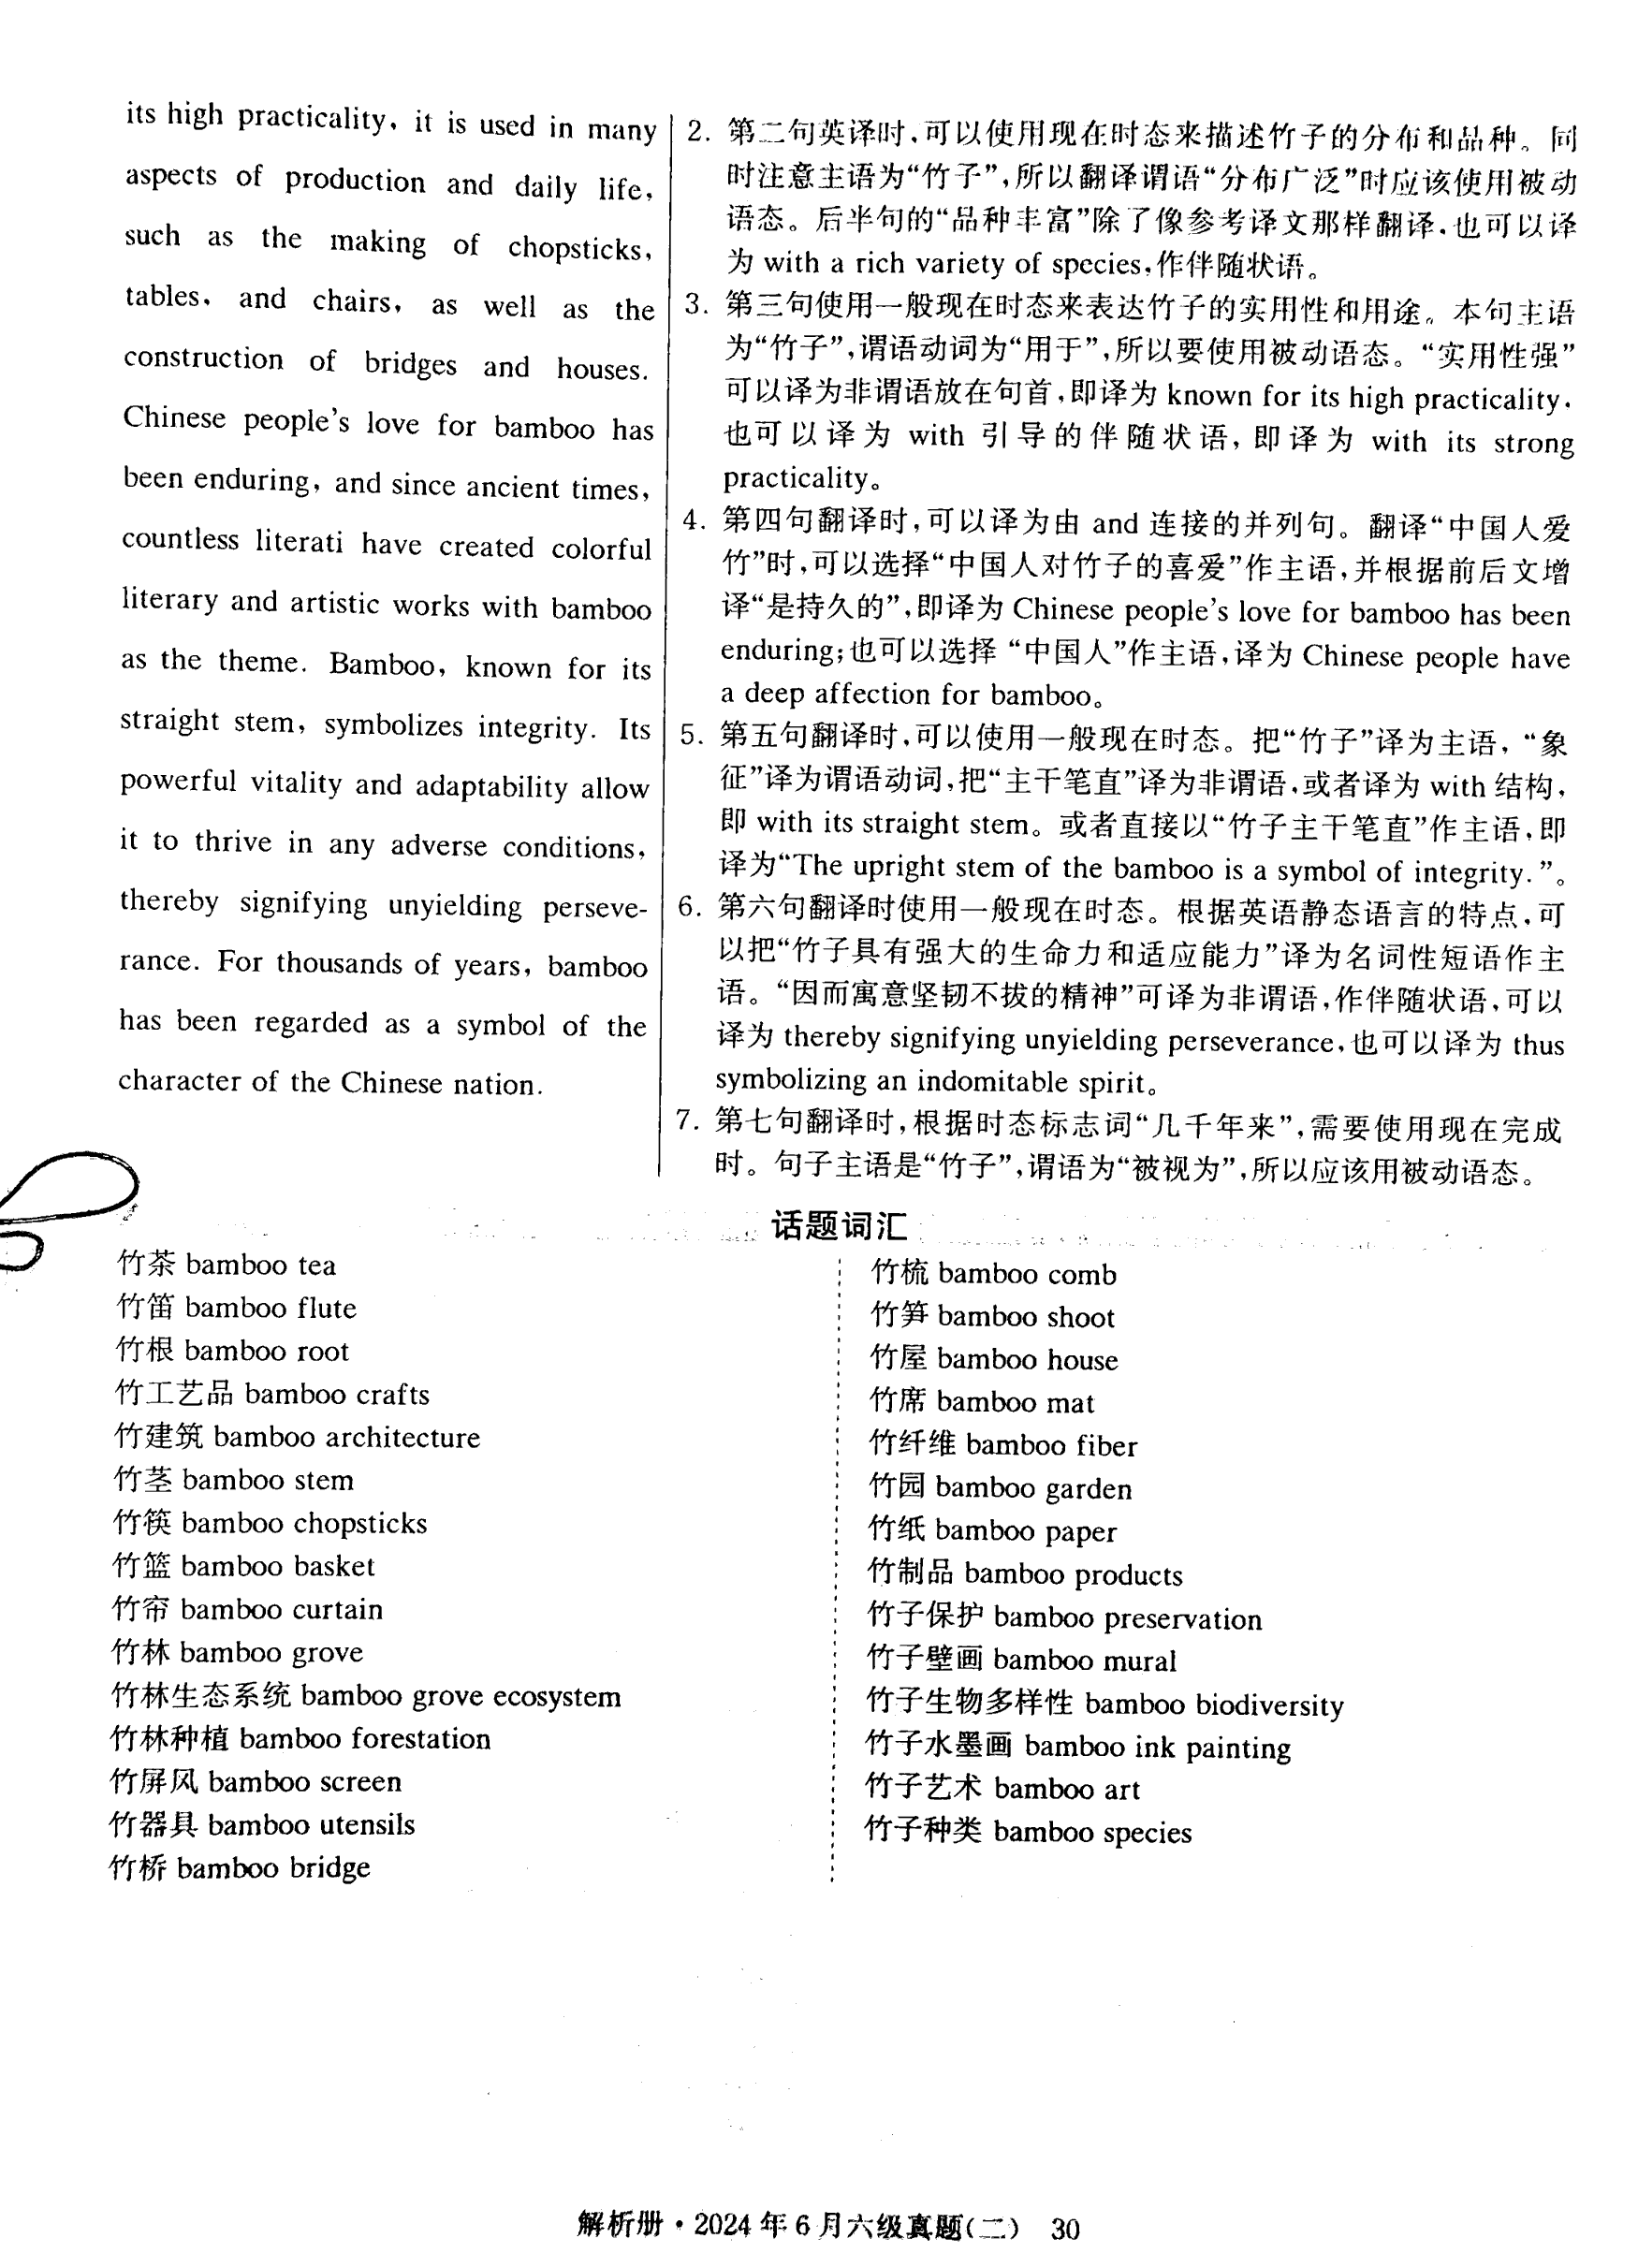 its high practicality, it is used in many
aspects of production and daily life,
such as the making of chopsticks,
tables, and chairs, as well as the
construction of bridges and houses.
Chinese people's love for bamboo has
been enduring, and since ancient times,
countless literati have created colorful
literary and artistic works with bamboo
as the theme. Bamboo, known for its
straight stem, symbolizes integrity. Its
powerful vitality and adaptability allow
it to thrive in any adverse conditions,
thereby signifying unyielding perseve-
rance. For thousands of years, bamboo
has been regarded as a symbol of the
character of the Chinese nation.
2. 第二句英译时,可以使用现在时态来描述竹子的分布和品种。同
时注意主语为“竹子”,所以翻译谓语“分布广泛”时应该使用被动
语态。后半句的“品种丰富”除了像参考译文那样翻译,也可以译
为 with a rich variety of species,作伴随状语。
3. 第三句使用一般现在时态来表达竹子的实用性和用途。本句主语
为“竹子”,谓语动词为“用于”,所以要使用被动语态。“实用性强”
可以译为非谓语放在句首,即译为 known for its high practicality,
也可以译为 with 引导的伴随状语,即译为 with its strong
practicality。
4. 第四句翻译时,可以译为由 and 连接的并列句。翻译“中国人爱
竹”时,可以选择“中国人对竹子的喜爱”作主语,并根据前后文增
译“是持久的”,即译为 Chinese people's love for bamboo has been
enduring;也可以选择 “中国人”作主语,译为 Chinese people have
a deep affection for bamboo。
5. 第五句翻译时,可以使用一般现在时态。把“竹子”译为主语,“象
征”译为谓语动词,把“主干笔直”译为非谓语,或者译为 with 结构,
即 with its straight stem。或者直接以“竹子主干笔直”作主语,即
译为“The upright stem of the bamboo is a symbol of integrity.”。
6. 第六句翻译时使用一般现在时态。根据英语静态语言的特点,可
以把“竹子具有强大的生命力和适应能力”译为名词性短语作主
语。“因而寓意坚韧不拔的精神”可译为非谓语,作伴随状语,可以
译为 thereby signifying unyielding perseverance,也可以译为 thus
symbolizing an indomitable spirit。
7. 第七句翻译时,根据时态标志词“几千年来”,需要使用现在完成
时。句子主语是“竹子”,谓语为“被视为”,所以应该用被动语态。
话题词汇
竹茶 bamboo tea
竹笛 bamboo flute
竹根 bamboo root
竹工艺品 bamboo crafts
竹建筑 bamboo architecture
竹茎 bamboo stem
竹筷 bamboo chopsticks
竹篮 bamboo basket
竹帘 bamboo curtain
竹林 bamboo grove
竹林生态系统 bamboo grove ecosystem
竹林种植 bamboo forestation
竹屏风 bamboo screen
竹器具 bamboo utensils
竹桥 bamboo bridge
竹梳 bamboo comb
竹笋 bamboo shoot
竹屋 bamboo house
竹席 bamboo mat
竹纤维 bamboo fiber
竹园 bamboo garden
竹纸 bamboo paper
竹制品 bamboo products
竹子保护 bamboo preservation
竹子壁画 bamboo mural
竹子生物多样性 bamboo biodiversity
竹子水墨画 bamboo ink painting
竹子艺术 bamboo art
竹子种类 bamboo species
解析册·2024年6月六级真题(二) 30